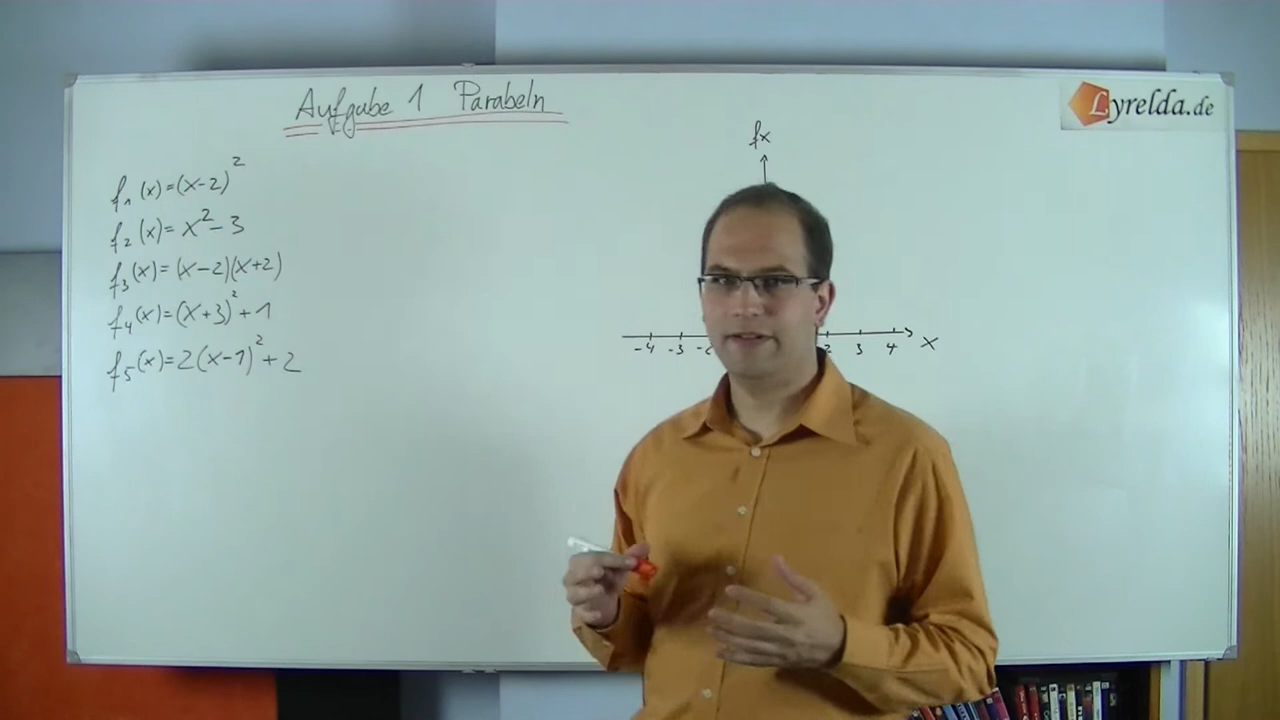 Aufgabe 1 Parabeln
Lyrelda.de
fx
f₁(x)=(x-2)²
f₂(x)=x²-3
f₃(x)=(x-2)(x+2)
f₄(x)=(x+3)²+1
f₅(x)=2(x-1)²+2
-4 -3 2 3 4 x